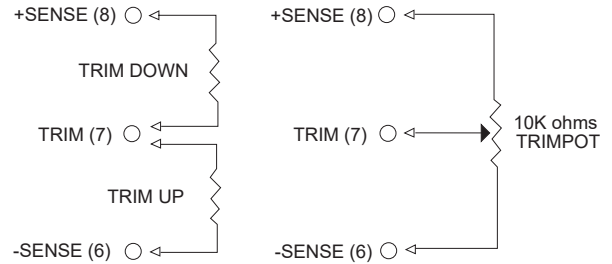 +SENSE (8)
TRIM DOWN
TRIM (7)
TRIM UP
-SENSE (6)
+SENSE (8)
TRIM (7)
10K ohms
TRIMPOT
-SENSE (6)